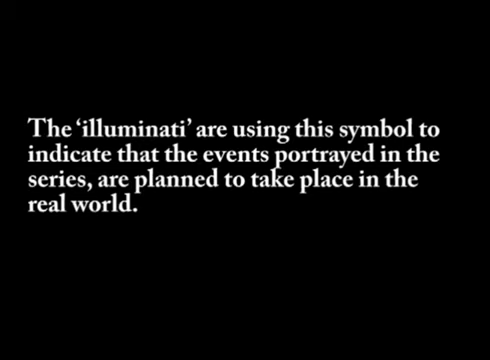 The ‘illuminati’ are using this symbol to
indicate that the events portrayed in the
series, are planned to take place in the
real world.